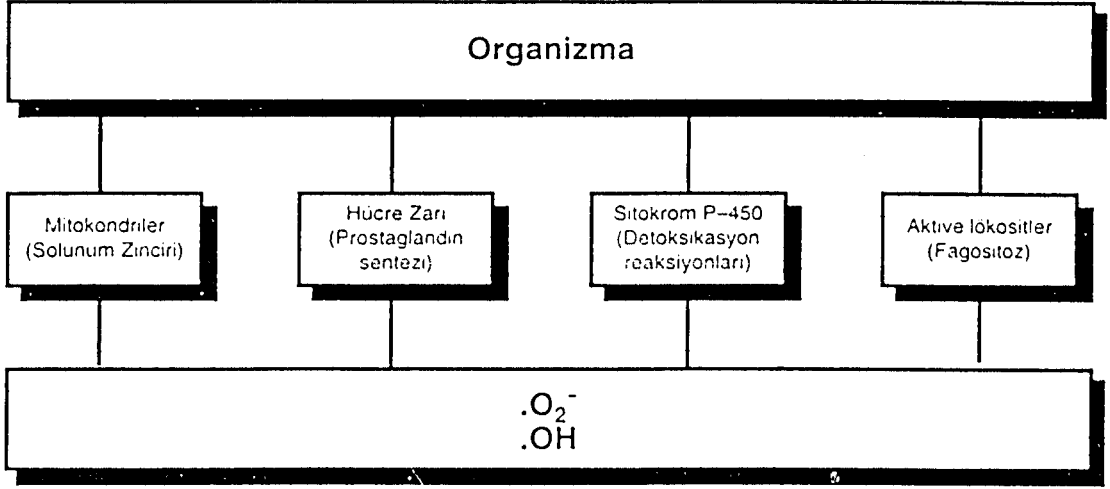 Organizma
Mitokondriler
(Solunum Zinciri)
Hücre Zarı
(Prostaglandin
sentezi)
Sitokrom P–450
(Detoksikasyon
reaksiyonları)
Aktive lökositler
(Fagositoz)
.O₂⁻
.OH